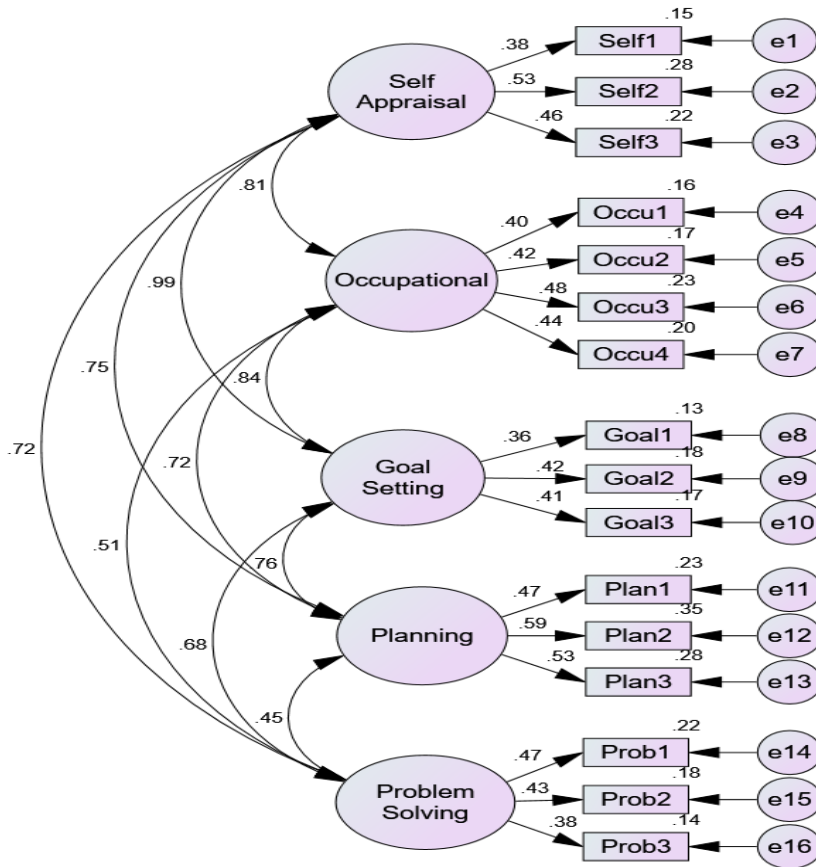 .15
.38
Self1
e1
Self
Appraisal
.28
.53
Self2
e2
.22
.46
Self3
e3
.81
.16
.40
Occu1
e4
.17
.42
Occu2
e5
Occupational
.23
.48
Occu3
e6
.20
.44
Occu4
e7
.99
.75
.84
.13
.36
Goal1
e8
.72
Goal
Setting
.18
.42
Goal2
e9
.72
.17
.41
Goal3
e10
.51
.76
.23
.47
Plan1
e11
Planning
.35
.59
Plan2
e12
.68
.28
.53
Plan3
e13
.45
.22
.47
Prob1
e14
Problem
Solving
.18
.43
Prob2
e15
.14
.38
Prob3
e16